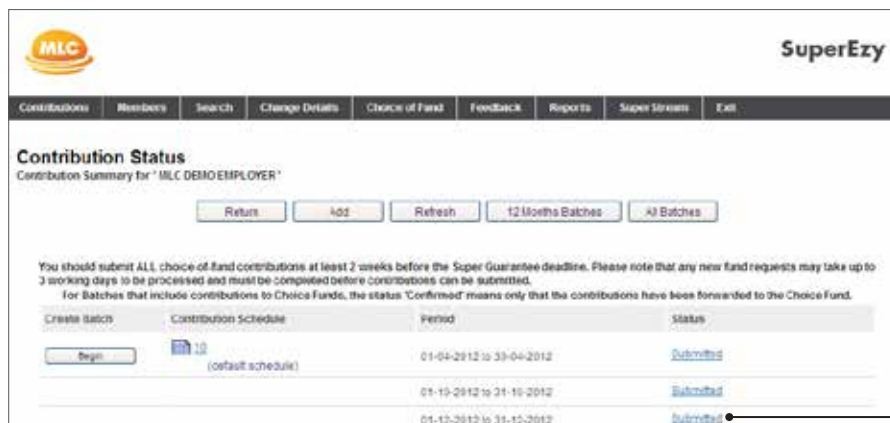 MLC
SuperEzy
Contributions Members Search Change Details Choice of Fund Feedback Reports Super Stream Exit
Contribution Status
Contribution Summary for "MLC DEMO EMPLOYER"
Return Add Refresh 12 Months Batches All Batches
You should submit ALL choice-of-fund contributions at least 2 weeks before the Super Guarantee deadline. Please note that any new fund requests may take up to
3 working days to be processed and must be completed before contributions can be submitted.
For Batches that include contributions to Choice Funds, the status 'Confirmed' means only that the contributions have been forwarded to the Choice Fund.
Create Batch Contribution Schedule Period Status
Begin 10 01-04-2012 to 30-04-2012 Submitted
(default schedule)
01-10-2012 to 31-10-2012 Submitted
01-12-2012 to 31-12-2012 Submitted